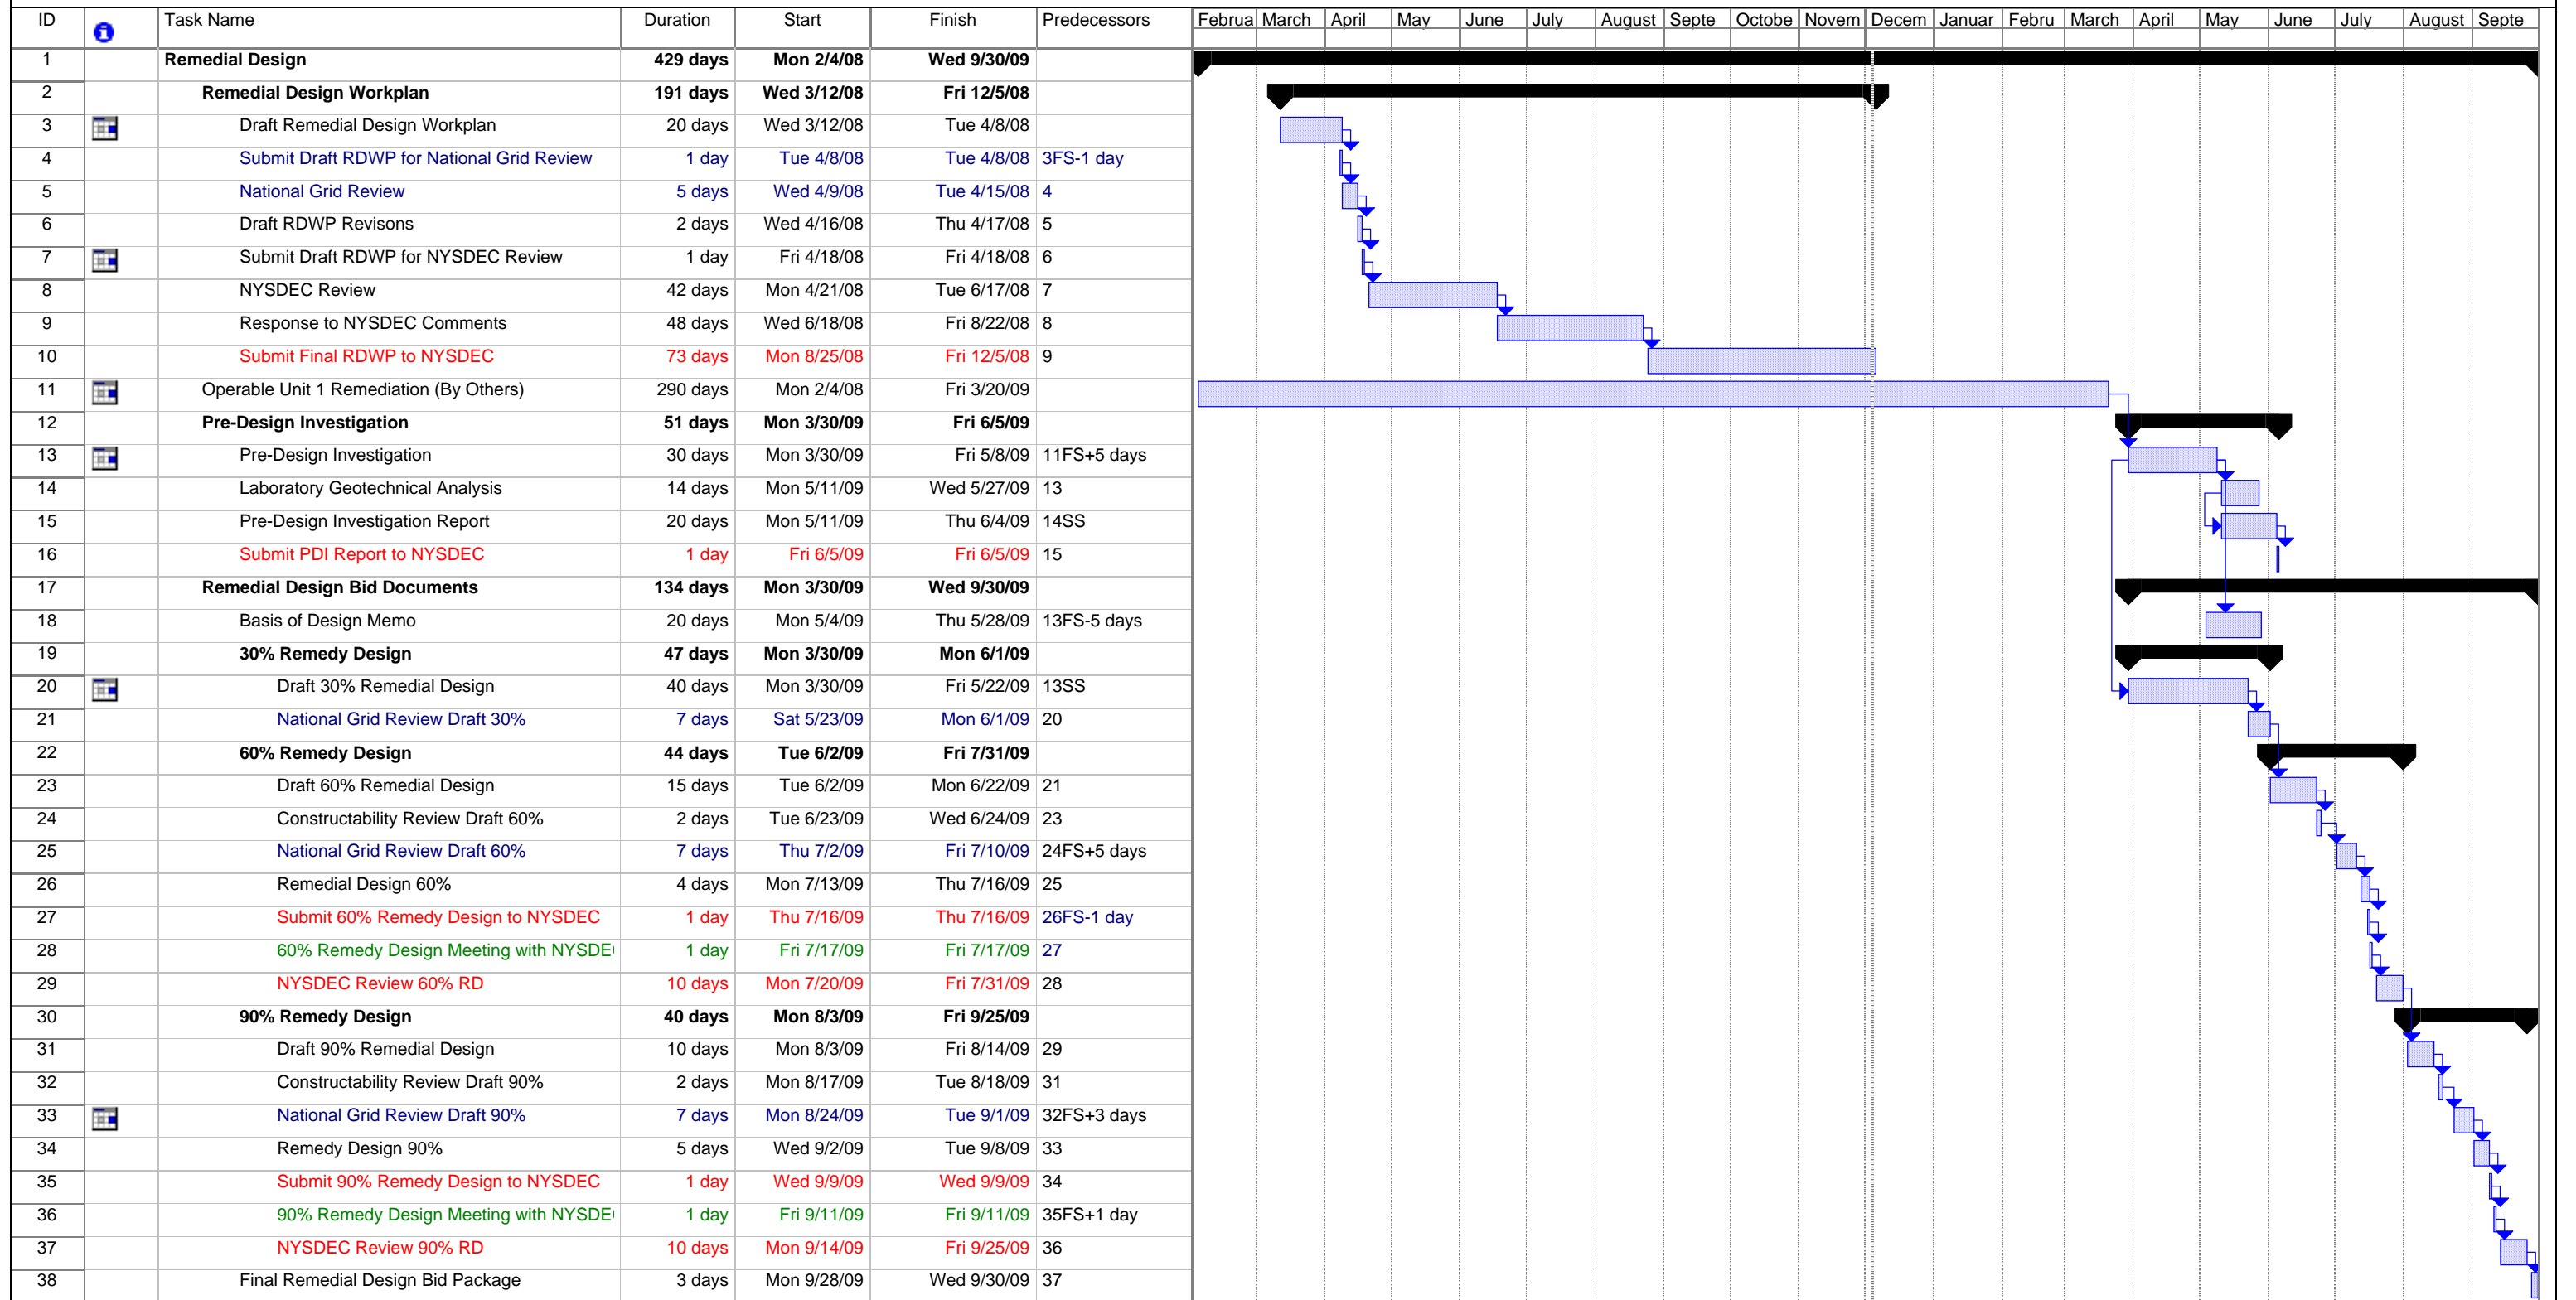 ID Task Name Duration Start Finish Predecessors Februa March April May June July August Septe Octobe Novem Decem Januar Febru March April May June July August Septe
1 Remedial Design 429 days Mon 2/4/08 Wed 9/30/09
2 Remedial Design Workplan 191 days Wed 3/12/08 Fri 12/5/08
3 Draft Remedial Design Workplan 20 days Wed 3/12/08 Tue 4/8/08
4 Submit Draft RDWP for National Grid Review 1 day Tue 4/8/08 Tue 4/8/08 3FS-1 day
5 National Grid Review 5 days Wed 4/9/08 Tue 4/15/08 4
6 Draft RDWP Revisons 2 days Wed 4/16/08 Thu 4/17/08 5
7 Submit Draft RDWP for NYSDEC Review 1 day Fri 4/18/08 Fri 4/18/08 6
8 NYSDEC Review 42 days Mon 4/21/08 Tue 6/17/08 7
9 Response to NYSDEC Comments 48 days Wed 6/18/08 Fri 8/22/08 8
10 Submit Final RDWP to NYSDEC 73 days Mon 8/25/08 Fri 12/5/08 9
11 Operable Unit 1 Remediation (By Others) 290 days Mon 2/4/08 Fri 3/20/09
12 Pre-Design Investigation 51 days Mon 3/30/09 Fri 6/5/09
13 Pre-Design Investigation 30 days Mon 3/30/09 Fri 5/8/09 11FS+5 days
14 Laboratory Geotechnical Analysis 14 days Mon 5/11/09 Wed 5/27/09 13
15 Pre-Design Investigation Report 20 days Mon 5/11/09 Thu 6/4/09 14SS
16 Submit PDI Report to NYSDEC 1 day Fri 6/5/09 Fri 6/5/09 15
17 Remedial Design Bid Documents 134 days Mon 3/30/09 Wed 9/30/09
18 Basis of Design Memo 20 days Mon 5/4/09 Thu 5/28/09 13FS-5 days
19 30% Remedy Design 47 days Mon 3/30/09 Mon 6/1/09
20 Draft 30% Remedial Design 40 days Mon 3/30/09 Fri 5/22/09 13SS
21 National Grid Review Draft 30% 7 days Sat 5/23/09 Mon 6/1/09 20
22 60% Remedy Design 44 days Tue 6/2/09 Fri 7/31/09
23 Draft 60% Remedial Design 15 days Tue 6/2/09 Mon 6/22/09 21
24 Constructability Review Draft 60% 2 days Tue 6/23/09 Wed 6/24/09 23
25 National Grid Review Draft 60% 7 days Thu 7/2/09 Fri 7/10/09 24FS+5 days
26 Remedial Design 60% 4 days Mon 7/13/09 Thu 7/16/09 25
27 Submit 60% Remedy Design to NYSDEC 1 day Thu 7/16/09 Thu 7/16/09 26FS-1 day
28 60% Remedy Design Meeting with NYSDE 1 day Fri 7/17/09 Fri 7/17/09 27
29 NYSDEC Review 60% RD 10 days Mon 7/20/09 Fri 7/31/09 28
30 90% Remedy Design 40 days Mon 8/3/09 Fri 9/25/09
31 Draft 90% Remedial Design 10 days Mon 8/3/09 Fri 8/14/09 29
32 Constructability Review Draft 90% 2 days Mon 8/17/09 Tue 8/18/09 31
33 National Grid Review Draft 90% 7 days Mon 8/24/09 Tue 9/1/09 32FS+3 days
34 Remedy Design 90% 5 days Wed 9/2/09 Tue 9/8/09 33
35 Submit 90% Remedy Design to NYSDEC 1 day Wed 9/9/09 Wed 9/9/09 34
36 90% Remedy Design Meeting with NYSDE 1 day Fri 9/11/09 Fri 9/11/09 35FS+1 day
37 NYSDEC Review 90% RD 10 days Mon 9/14/09 Fri 9/25/09 36
38 Final Remedial Design Bid Package 3 days Mon 9/28/09 Wed 9/30/09 37